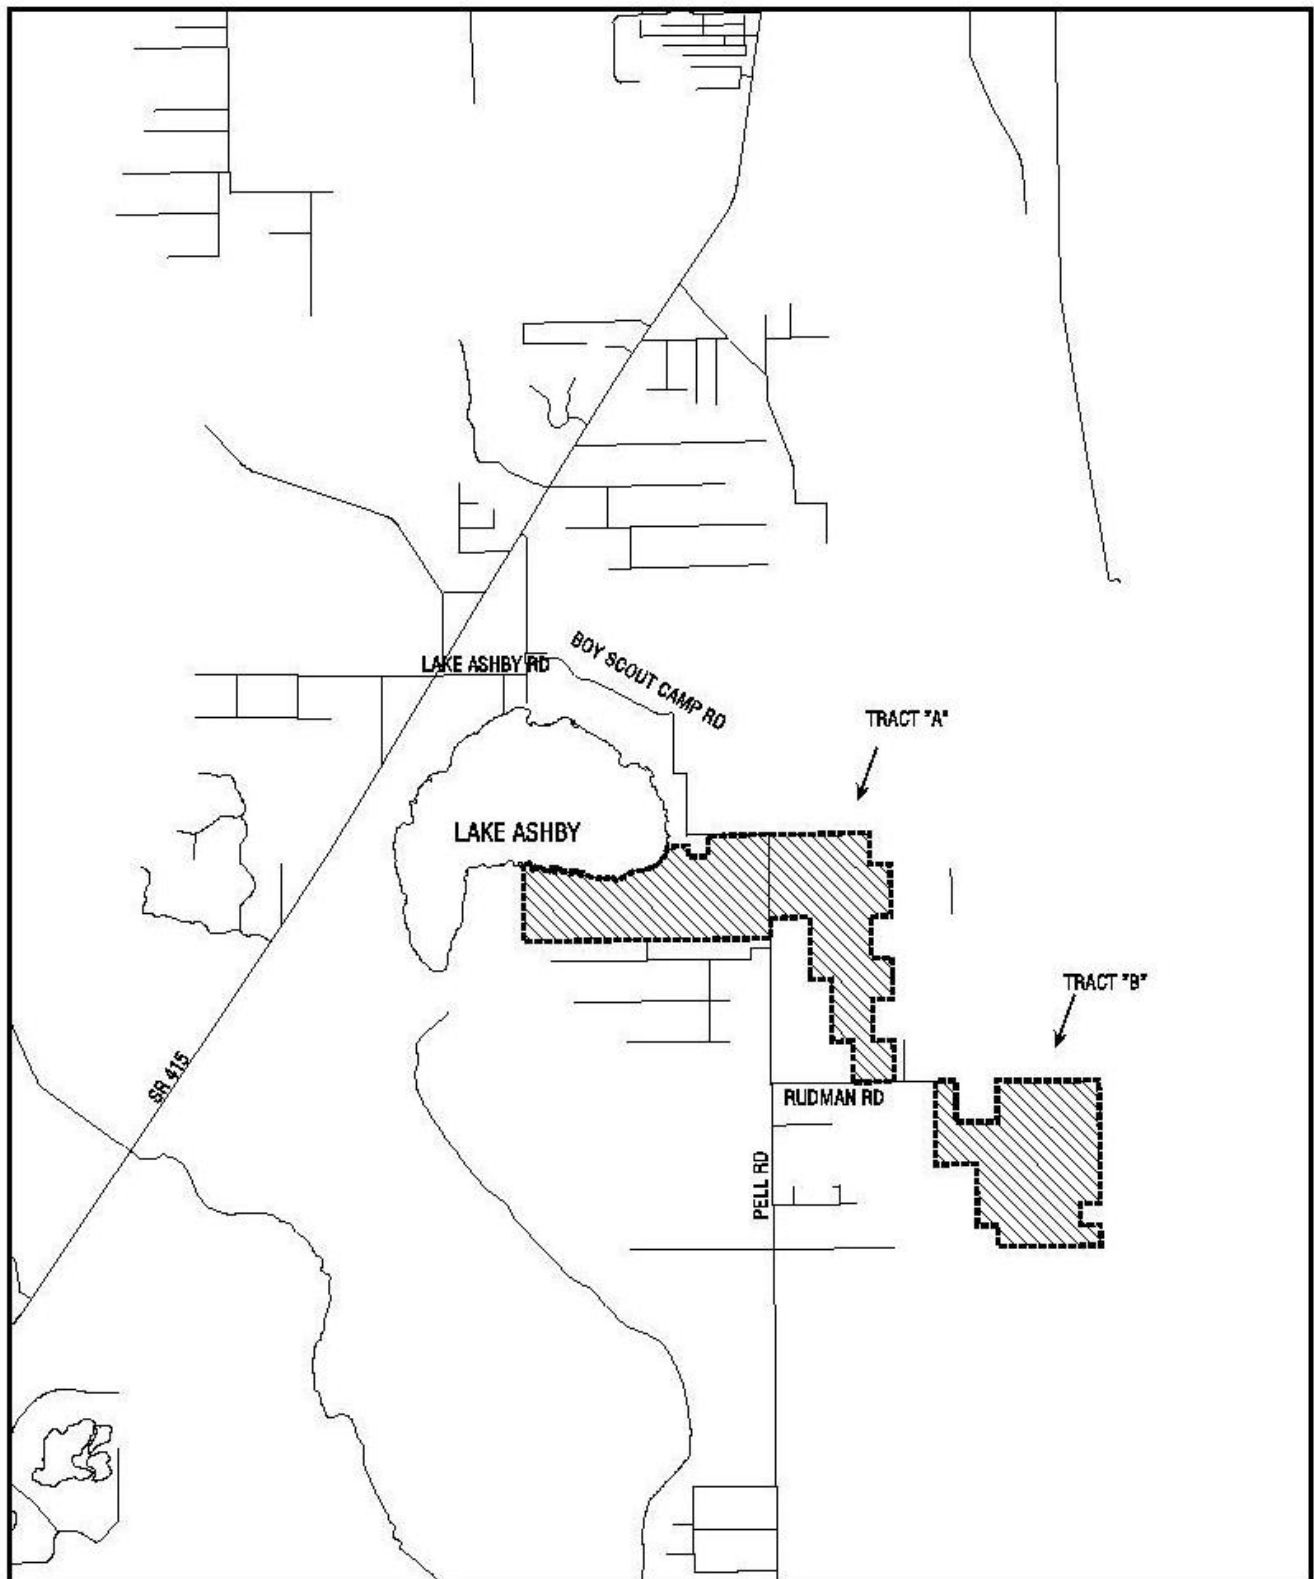 LAKE ASHBY RD
BOY SCOUT CAMP RD
TRACT "A"
LAKE ASHBY
TRACT "B"
SR 415
RUDMAN RD
PELL RD